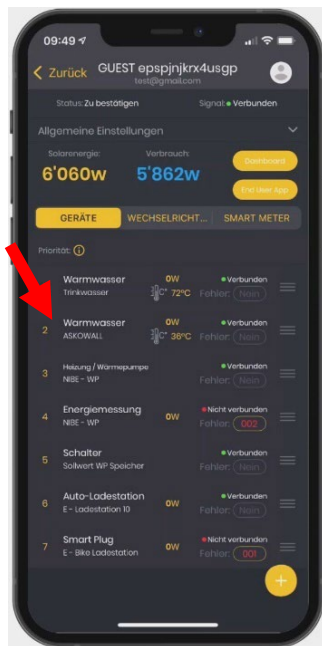 09:49
Zurück GUEST epspjnjkrx4usgp
test@gmail.com
Status: Zu bestätigen Signal: Verbunden
Allgemeine Einstellungen
Solarenergie: Verbrauch:
6'060w 5'862w
Dashboard
End User App
GERÄTE WECHSELRICHT... SMART METER
Priorität:
Warmwasser 0W Verbunden
Trinkwasser 72°C Fehler: Nein
2 Warmwasser 0W Verbunden
ASKOWALL 36°C Fehler: Nein
3 Heizung / Wärmepumpe Verbunden
NIBE - WP Fehler: Nein
4 Energiemessung 0W Nicht verbunden
NIBE - WP Fehler: 002
5 Schalter Verbunden
Sollwert WP Speicher Fehler: Nein
6 Auto-Ladestation 0W Verbunden
E - Ladestation 10 Fehler: Nein
7 Smart Plug 0W Nicht verbunden
E - Bike Ladestation Fehler: 001
+